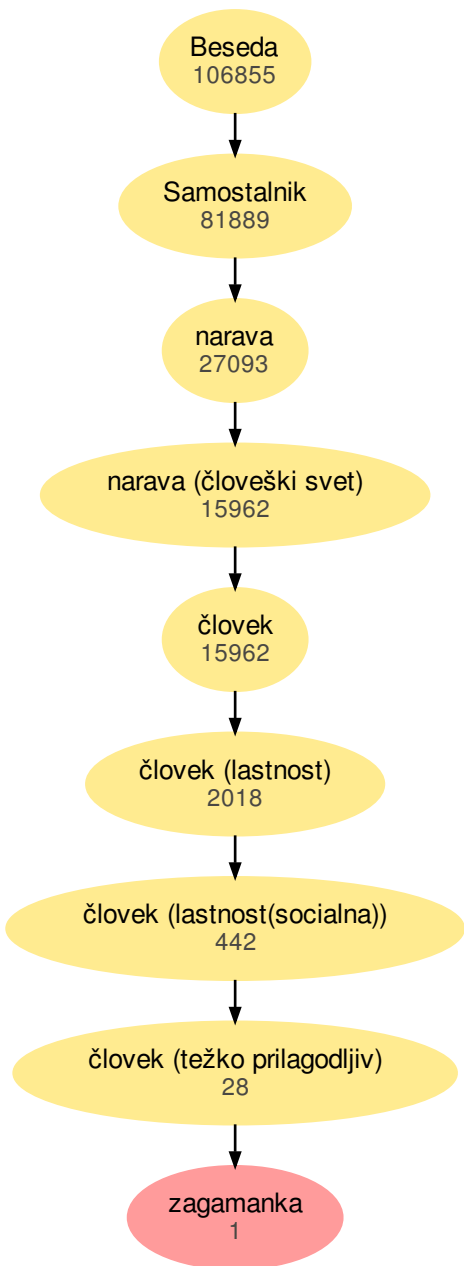 Beseda
106855
Samostalnik
81889
narava
27093
narava (človeški svet)
15962
človek
15962
človek (lastnost)
2018
človek (lastnost(socialna))
442
človek (težko prilagodljiv)
28
zagamanka
1